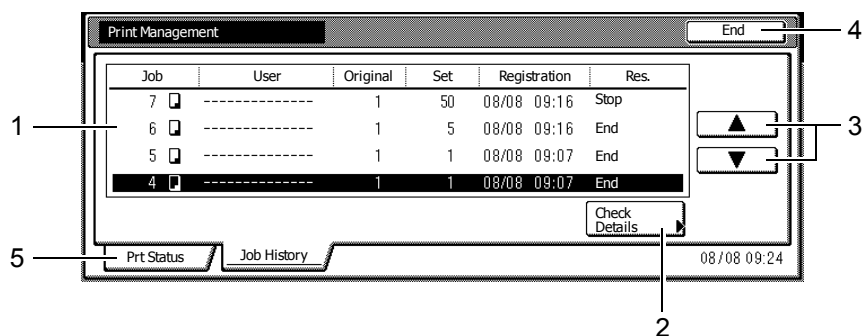 Print Management End 4
Job User Original Set Registration Res.
7 -------------- 1 50 08/08 09:16 Stop
1 6 -------------- 1 5 08/08 09:16 End 3
5 -------------- 1 1 08/08 09:07 End
4 -------------- 1 1 08/08 09:07 End
Check
Details
5 Prt Status Job History 08/08 09:24
2